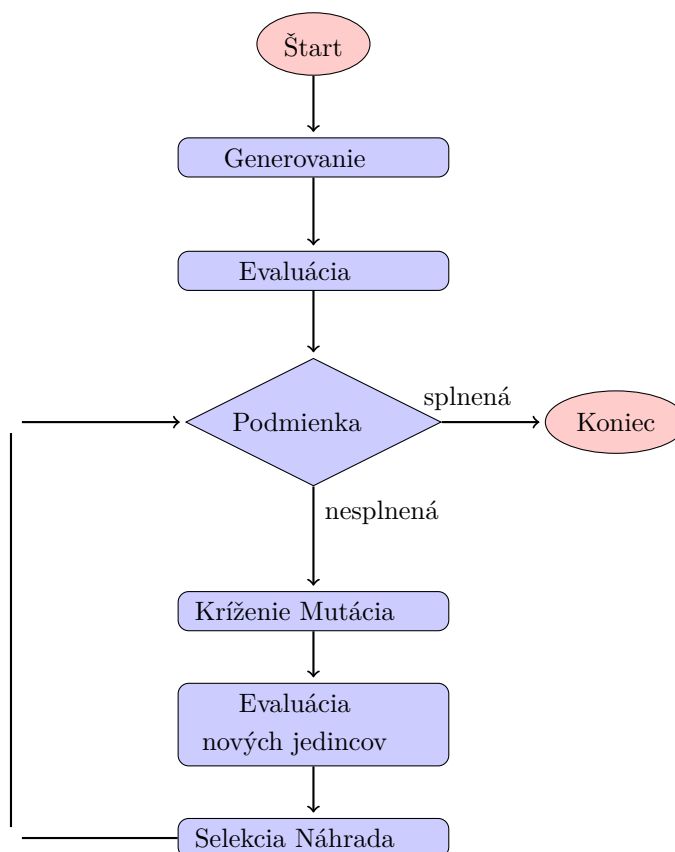 Štart
Generovanie
Evaluácia
splnená
Podmienka
Koniec
nesplnená
Kríženie Mutácia
Evaluácia
nových jedincov
Selekcia Náhrada